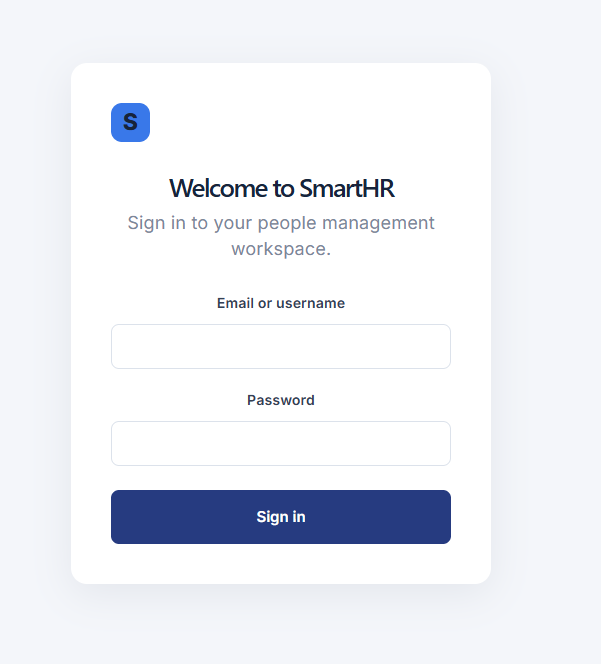 S
Welcome to SmartHR
Sign in to your people management
workspace.
Email or username
Password
Sign in